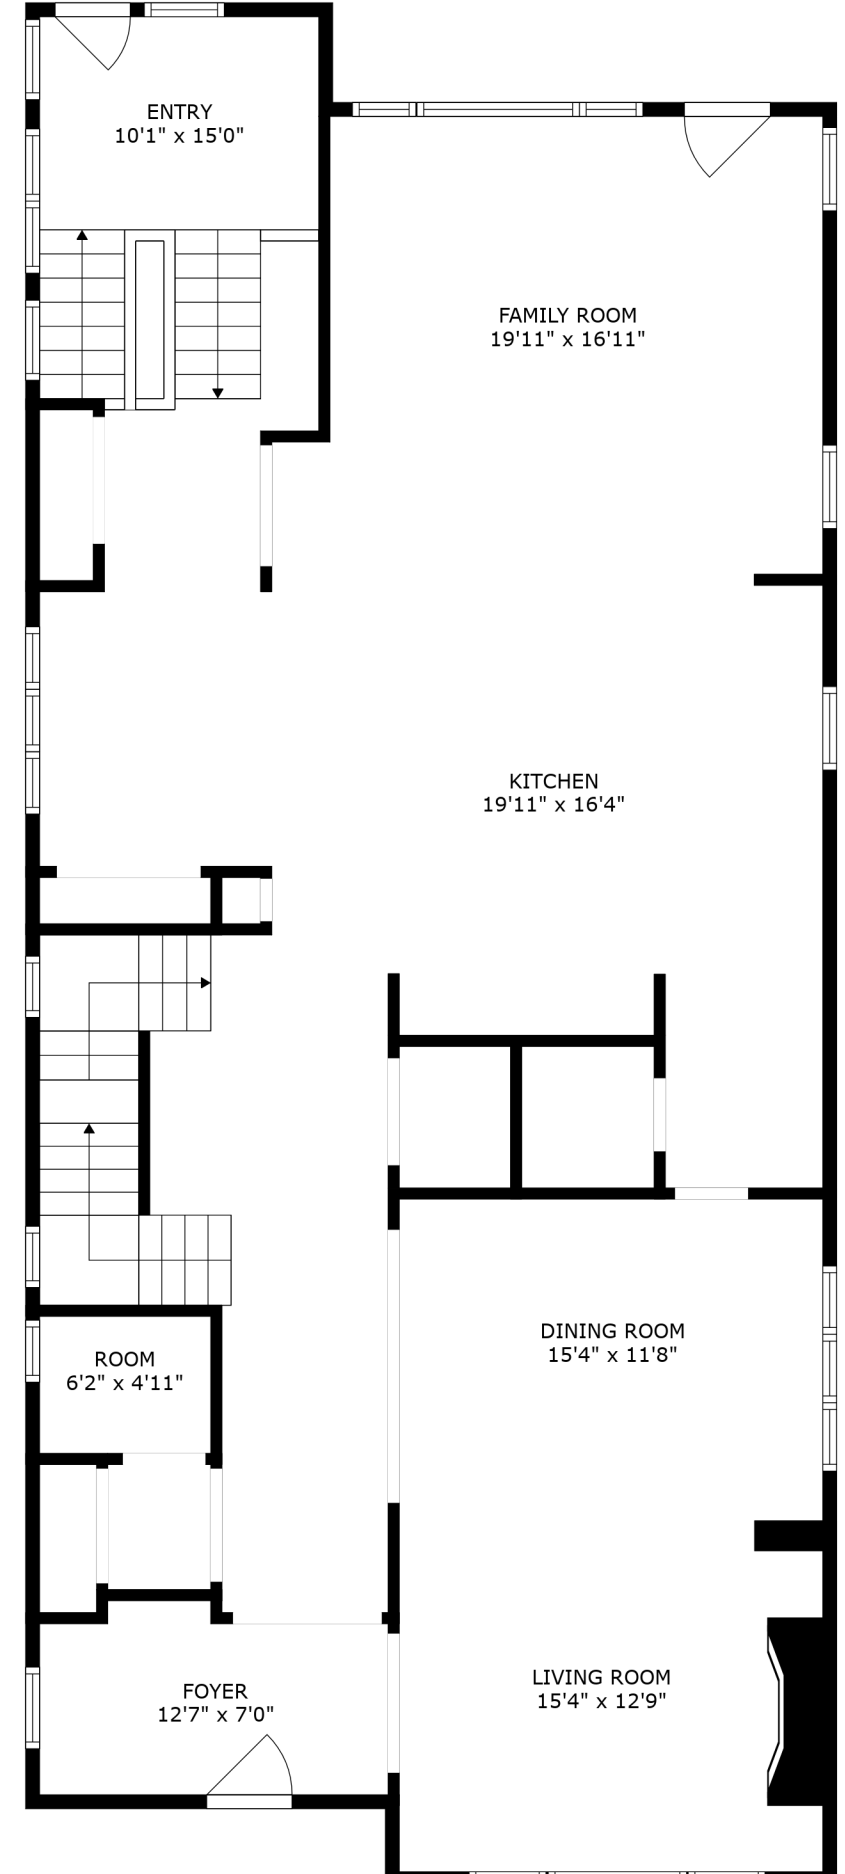 ENTRY
10'1" x 15'0"
FAMILY ROOM
19'11" x 16'11"
KITCHEN
19'11" x 16'4"
DINING ROOM
15'4" x 11'8"
ROOM
6'2" x 4'11"
LIVING ROOM
15'4" x 12'9"
FOYER
12'7" x 7'0"